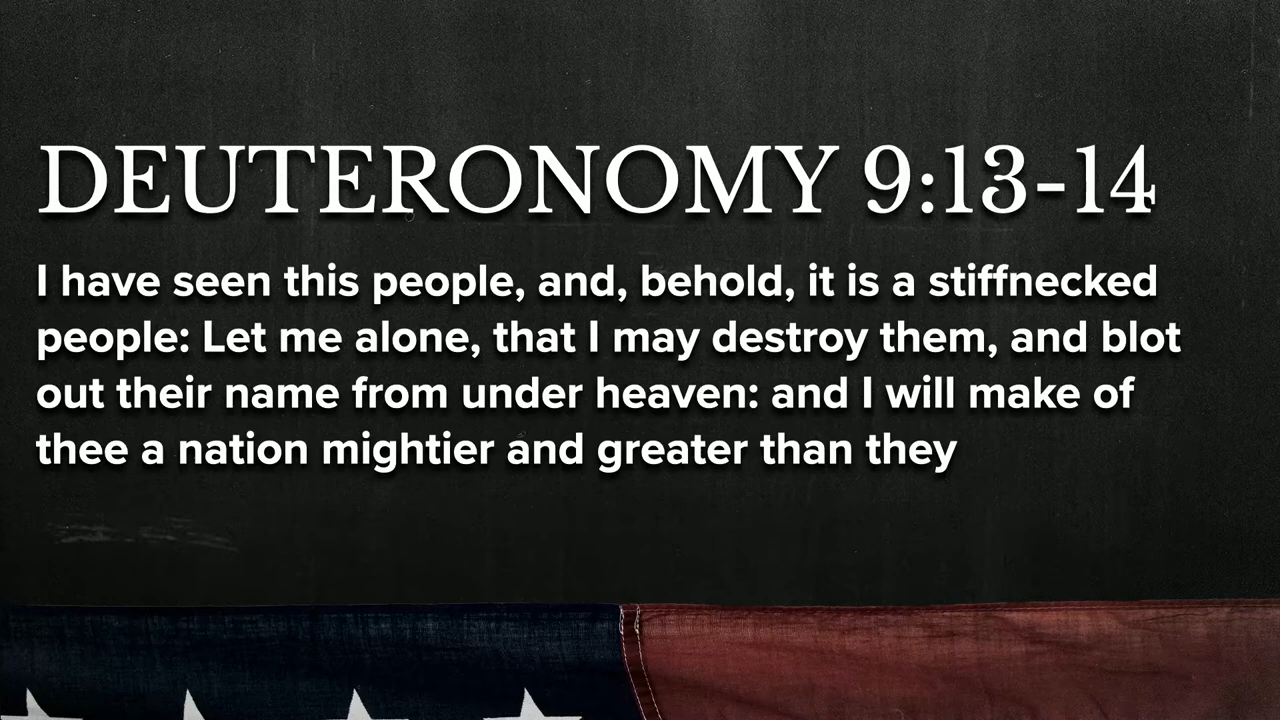 DEUTERONOMY 9:13-14
I have seen this people, and, behold, it is a stiffnecked
people: Let me alone, that I may destroy them, and blot
out their name from under heaven: and I will make of
thee a nation mightier and greater than they